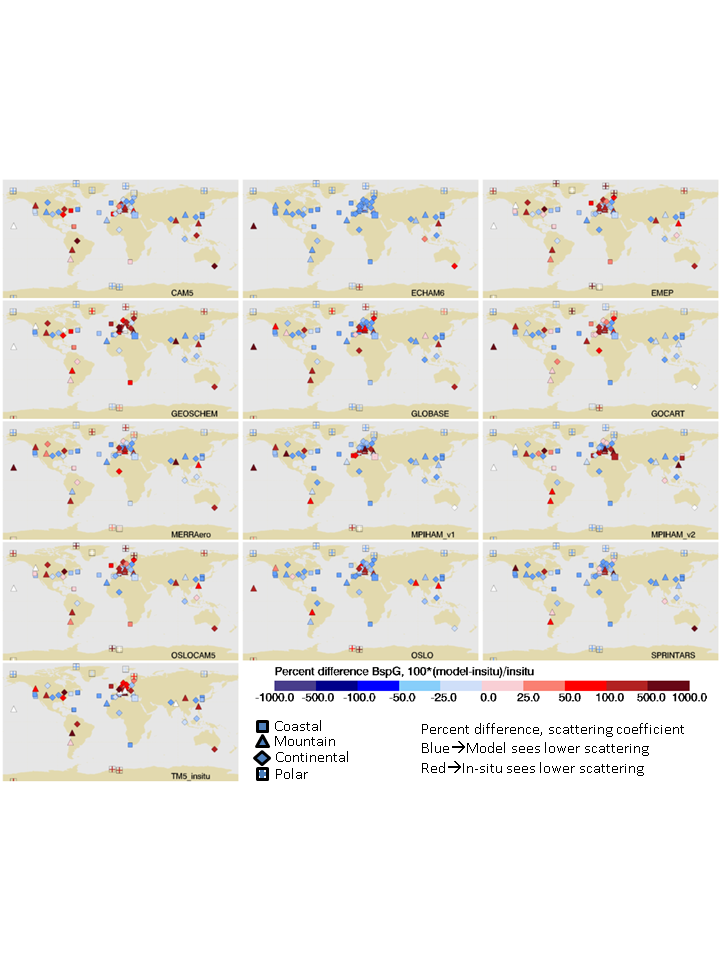 CAM5
ECHAM6
EMEP
GEOSCHEM
GLOBASE
GOCART
MERRAero
MPIHAM_v1
MPIHAM_v2
OSLOCAM5
OSLO
SPRINTARS
TM5_insitu
Percent difference BspG, 100*(model-insitu)/insitu
-1000.0 -500.0 -100.0 -50.0 -25.0 0.0 25.0 50.0 100.0 500.0 1000.0
Coastal
Mountain
Continental
Polar
Percent difference, scattering coefficient
Blue→Model sees lower scattering
Red→In-situ sees lower scattering